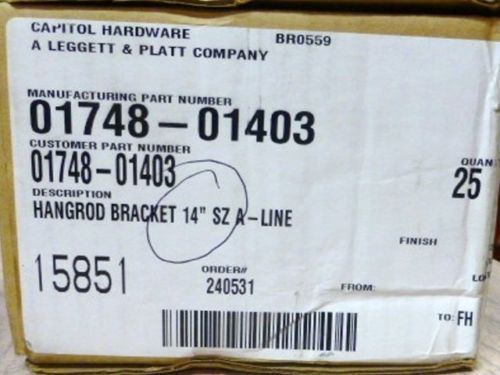 CAPITOL HARDWARE BR0559
A LEGGETT & PLATT COMPANY
MANUFACTURING PART NUMBER
01748-01403
CUSTOMER PART NUMBER
01748-01403
QUAN
25
DESCRIPTION
HANGROD BRACKET 14" SZ A-LINE
FINISH
15851
ORDER#
240531
FROM:
LO
TO: FH